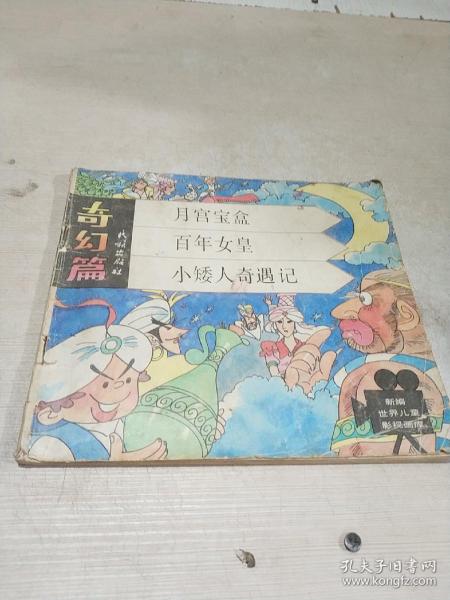 奇幻篇
月宫宝盒
百年女皇
小矮人奇遇记
新编
世界儿童
影视画库
孔夫子旧书网
www.kongfz.com